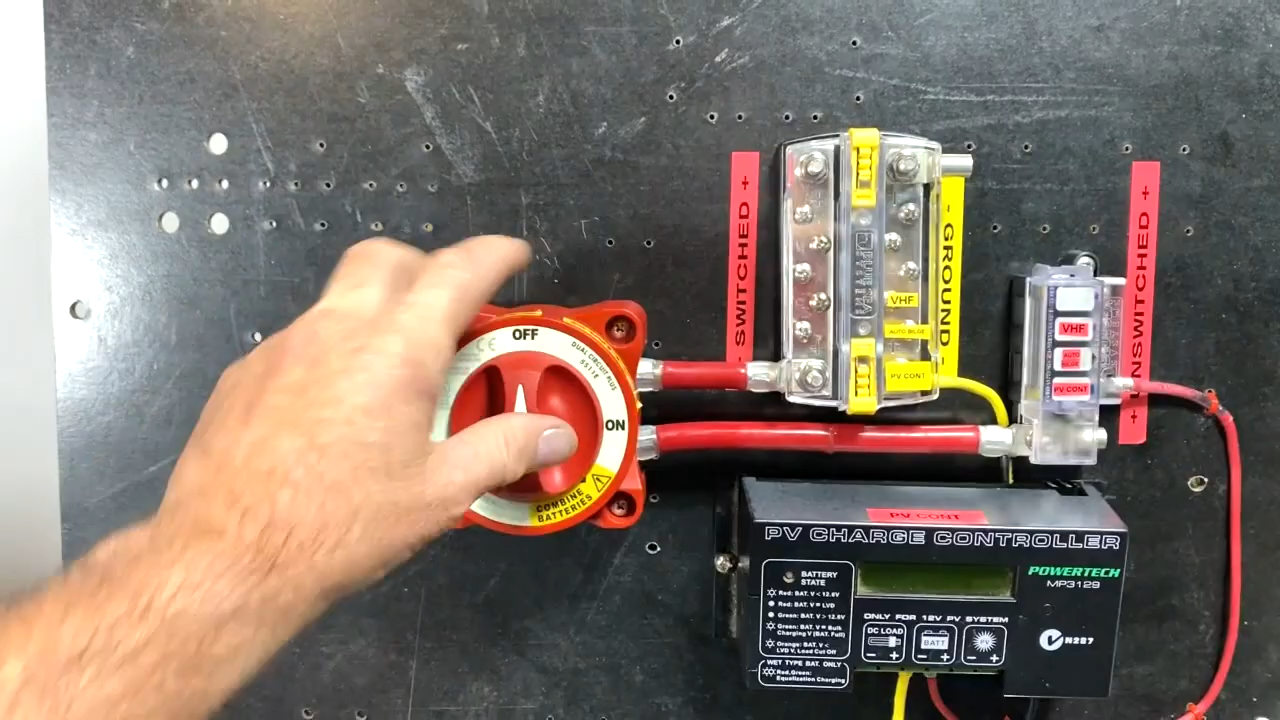 OFF
DUAL CIRCUIT PLUS
5511E
CE
ON
COMBINE
BATTERIES
- SWITCHED +
VHF
AUTO BILGE
PV CONT
- GROUND -
VHF
AUTO
BILGE
PV CONT
+ UNSWITCHED +
PV CONT
PV CHARGE CONTROLLER
POWERTECH
MP3129
BATTERY
STATE
Red: BAT. V < 12.6V
Red: BAT. V = LVD
Green: BAT. V > 12.6V
Green: BAT. V = Bulk
Charging V (BAT. Full)
Orange: BAT. V <
LVD V, Load Cut Off
WET TYPE BAT. ONLY
Red,Green:
Equalization Charging
ONLY FOR 12V PV SYSTEM
DC LOAD
- +
BATT
- +
- +
N287